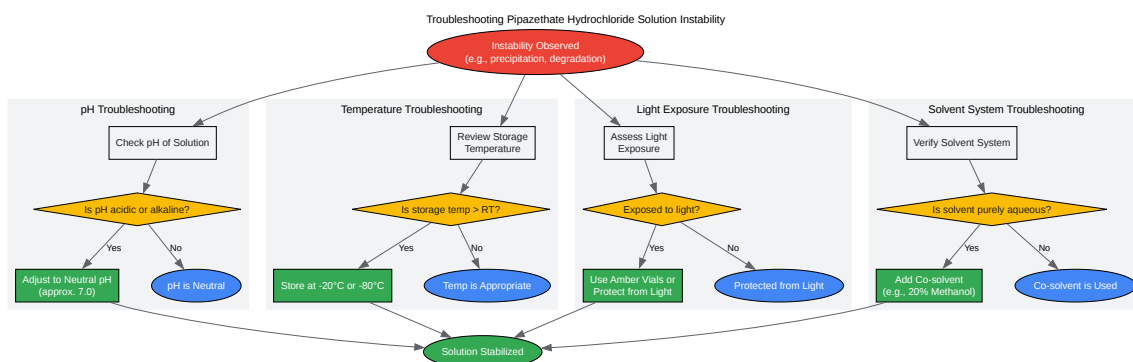 Troubleshooting Pipazethate Hydrochloride Solution Instability
Instability Observed
(e.g., precipitation, degradation)
pH Troubleshooting
Temperature Troubleshooting
Light Exposure Troubleshooting
Solvent System Troubleshooting
Check pH of Solution
Review Storage
Temperature
Assess Light
Exposure
Verify Solvent System
Is pH acidic or alkaline?
Is storage temp > RT?
Exposed to light?
Is solvent purely aqueous?
Yes
No
Yes
No
Yes
No
Yes
No
Adjust to Neutral pH
(approx. 7.0)
pH is Neutral
Store at -20°C or -80°C
Temp is Appropriate
Use Amber Vials or
Protect from Light
Protected from Light
Add Co-solvent
(e.g., 20% Methanol)
Co-solvent is Used
Solution Stabilized